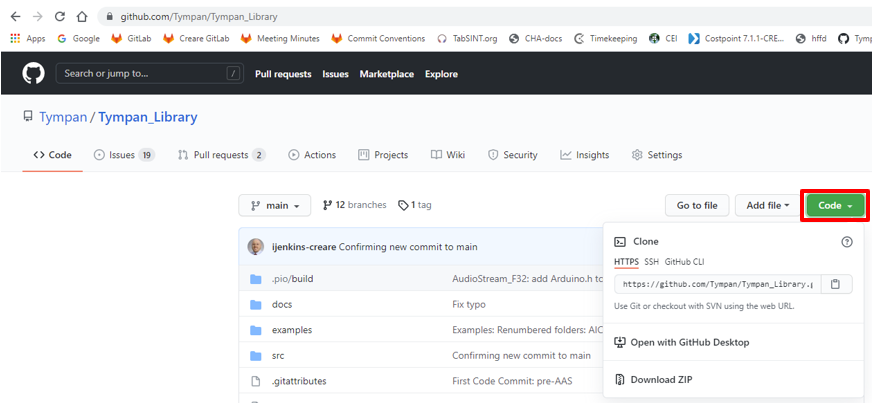 github.com/Tympan/Tympan_Library
Apps Google GitLab Creare GitLab Meeting Minutes Commit Conventions TabSINT.org CHA-docs Timekeeping CEI Costpoint 7.1.1-CRE... hffd Tymp
Search or jump to... / Pull requests Issues Marketplace Explore
Tympan / Tympan_Library
Code Issues 19 Pull requests 2 Actions Projects Wiki Security Insights Settings
main 12 branches 1 tag Go to file Add file Code
ijenkins-creare Confirming new commit to main
Clone
HTTPS SSH GitHub CLI
.pio/build AudioStream_F32: add Arduino.h to
https://github.com/Tympan/Tympan_Library.g
docs Fix typo
Use Git or checkout with SVN using the web URL.
examples Examples: Renumbered folders: AIC
Open with GitHub Desktop
src Confirming new commit to main
.gitattributes First Code Commit: pre-AAS
Download ZIP